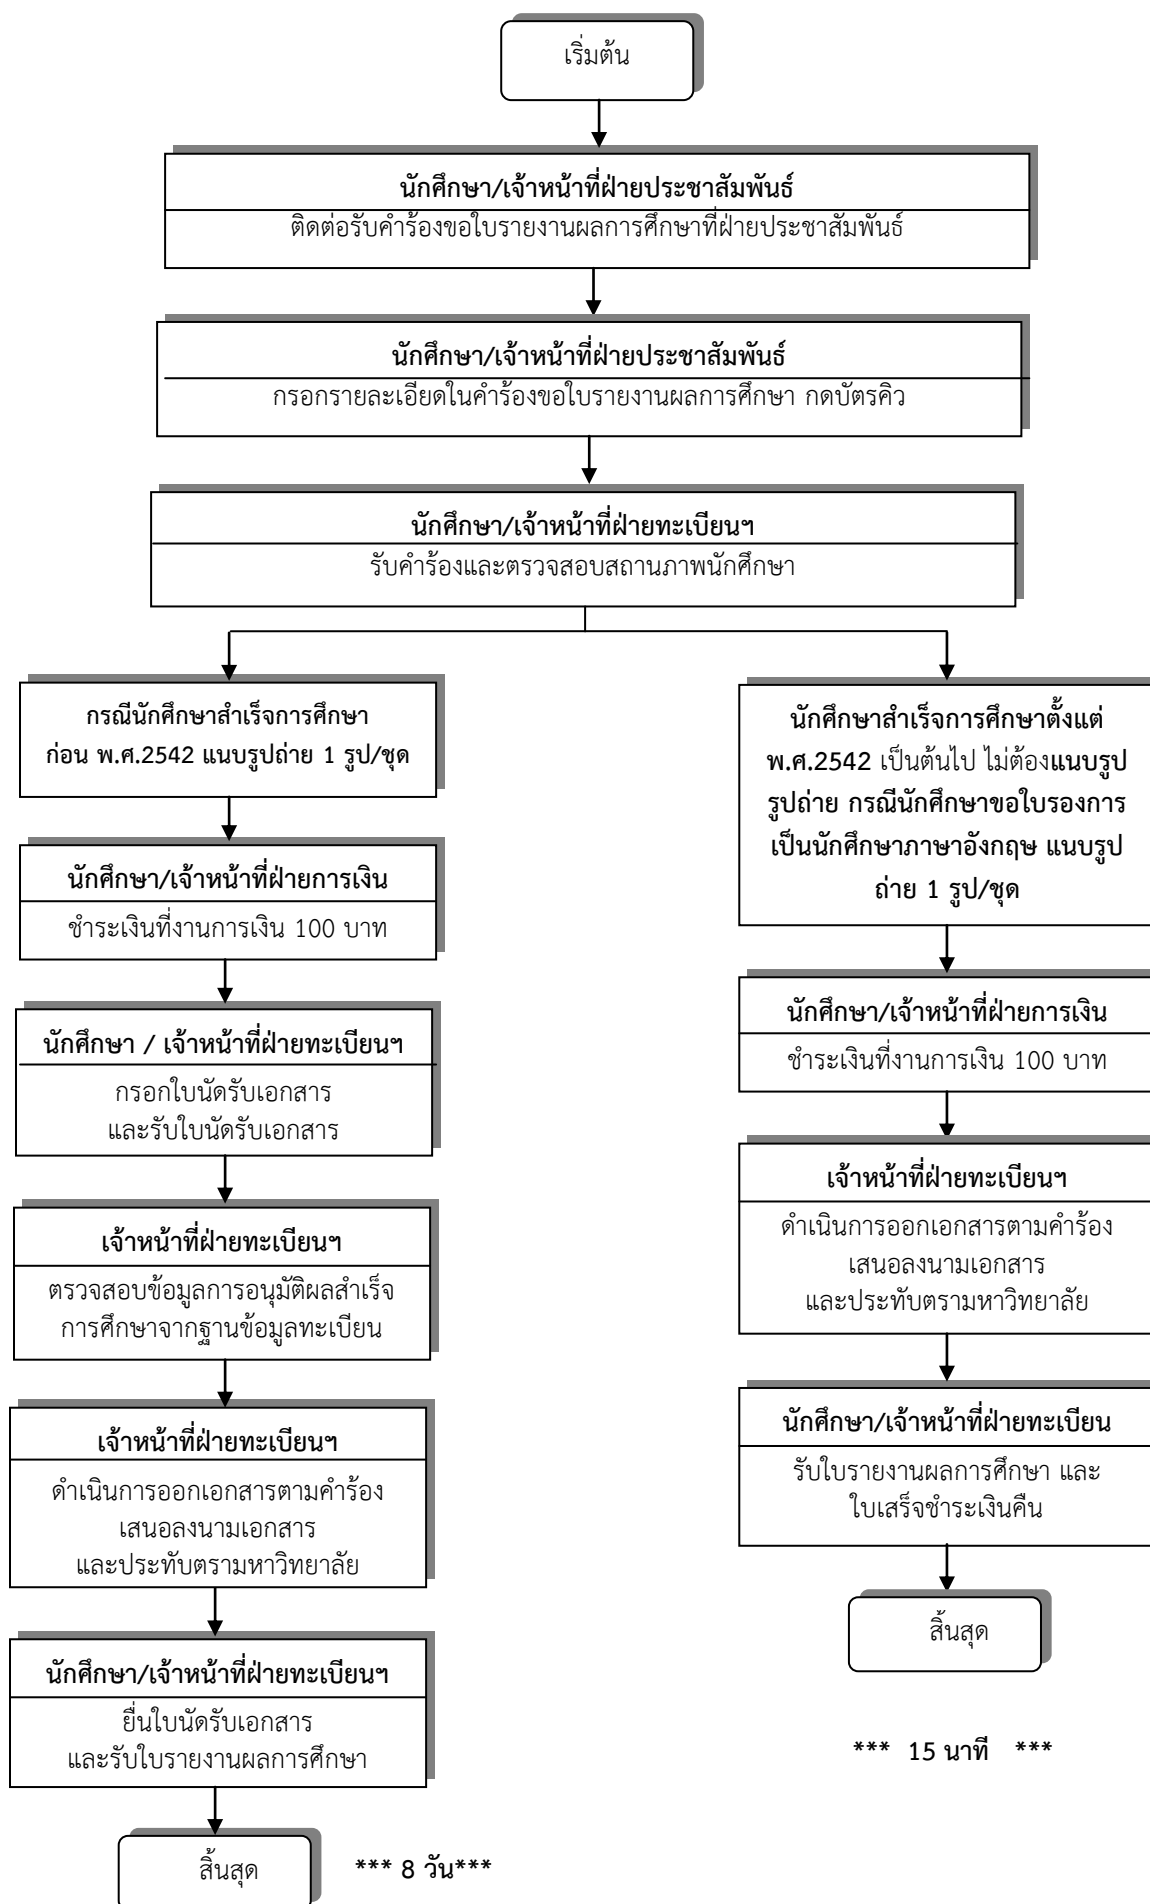 เริ่มต้น
นักศึกษา/เจ้าหน้าที่ฝ่ายประชาสัมพันธ์
ติดต่อรับคำร้องขอใบรายงานผลการศึกษาที่ฝ่ายประชาสัมพันธ์
นักศึกษา/เจ้าหน้าที่ฝ่ายประชาสัมพันธ์
กรอกรายละเอียดในคำร้องขอใบรายงานผลการศึกษา กดบัตรคิว
นักศึกษา/เจ้าหน้าที่ฝ่ายทะเบียนฯ
รับคำร้องและตรวจสอบสถานภาพนักศึกษา
กรณีนักศึกษาสำเร็จการศึกษา
ก่อน พ.ศ.2542 แนบรูปถ่าย 1 รูป/ชุด
นักศึกษา/เจ้าหน้าที่ฝ่ายการเงิน
ชำระเงินที่งานการเงิน 100 บาท
นักศึกษา / เจ้าหน้าที่ฝ่ายทะเบียนฯ
กรอกใบนัดรับเอกสาร
และรับใบนัดรับเอกสาร
เจ้าหน้าที่ฝ่ายทะเบียนฯ
ตรวจสอบข้อมูลการอนุมัติผลสำเร็จ
การศึกษาจากฐานข้อมูลทะเบียน
เจ้าหน้าที่ฝ่ายทะเบียนฯ
ดำเนินการออกเอกสารตามคำร้อง
เสนอลงนามเอกสาร
และประทับตรามหาวิทยาลัย
นักศึกษา/เจ้าหน้าที่ฝ่ายทะเบียนฯ
ยื่นใบนัดรับเอกสาร
และรับใบรายงานผลการศึกษา
สิ้นสุด
*** 8 วัน***
นักศึกษาสำเร็จการศึกษาตั้งแต่
พ.ศ.2542 เป็นต้นไป ไม่ต้องแนบรูป
รูปถ่าย กรณีนักศึกษาขอใบรองการ
เป็นนักศึกษาภาษาอังกฤษ แนบรูป
ถ่าย 1 รูป/ชุด
นักศึกษา/เจ้าหน้าที่ฝ่ายการเงิน
ชำระเงินที่งานการเงิน 100 บาท
เจ้าหน้าที่ฝ่ายทะเบียนฯ
ดำเนินการออกเอกสารตามคำร้อง
เสนอลงนามเอกสาร
และประทับตรามหาวิทยาลัย
นักศึกษา/เจ้าหน้าที่ฝ่ายทะเบียน
รับใบรายงานผลการศึกษา และ
ใบเสร็จชำระเงินคืน
สิ้นสุด
*** 15 นาที ***